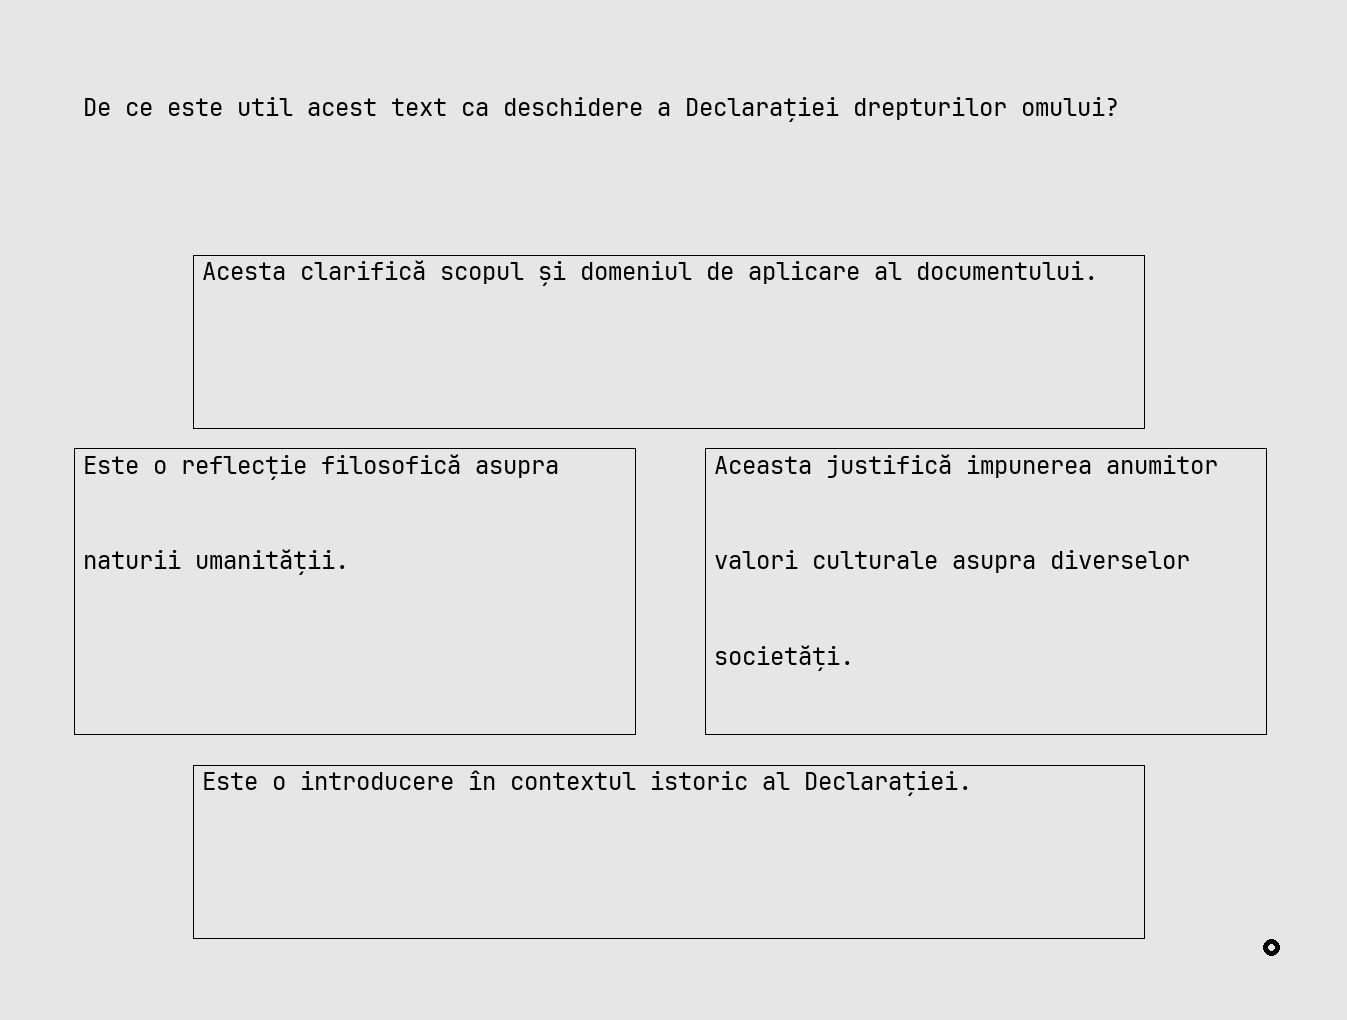 De ce este util acest text ca deschidere a Declarației drepturilor omului?
Acesta clarifică scopul și domeniul de aplicare al documentului.
Este o reflecție filosofică asupra
naturii umanității.
Aceasta justifică impunerea anumitor
valori culturale asupra diverselor
societăți.
Este o introducere în contextul istoric al Declarației.